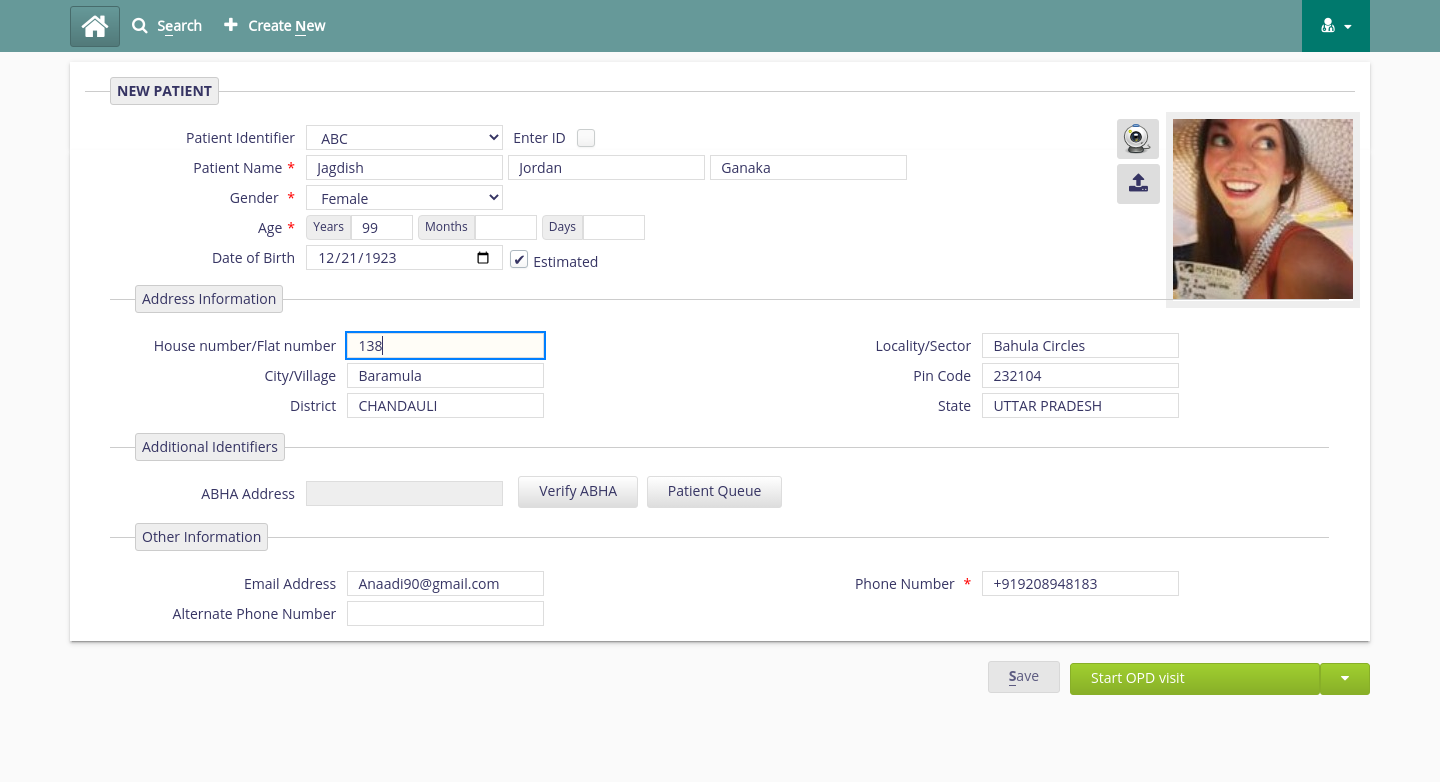 Search Create New
NEW PATIENT
Patient Identifier ABC Enter ID
Patient Name * Jagdish Jordan Ganaka
Gender * Female
Age * Years 99 Months Days
Date of Birth 12/21/1923 ✔ Estimated
HASTINGS
Address Information
House number/Flat number 138 Locality/Sector Bahula Circles
City/Village Baramula Pin Code 232104
District CHANDAULI State UTTAR PRADESH
Additional Identifiers
ABHA Address Verify ABHA Patient Queue
Other Information
Email Address Anaadi90@gmail.com Phone Number * +919208948183
Alternate Phone Number
Save Start OPD visit